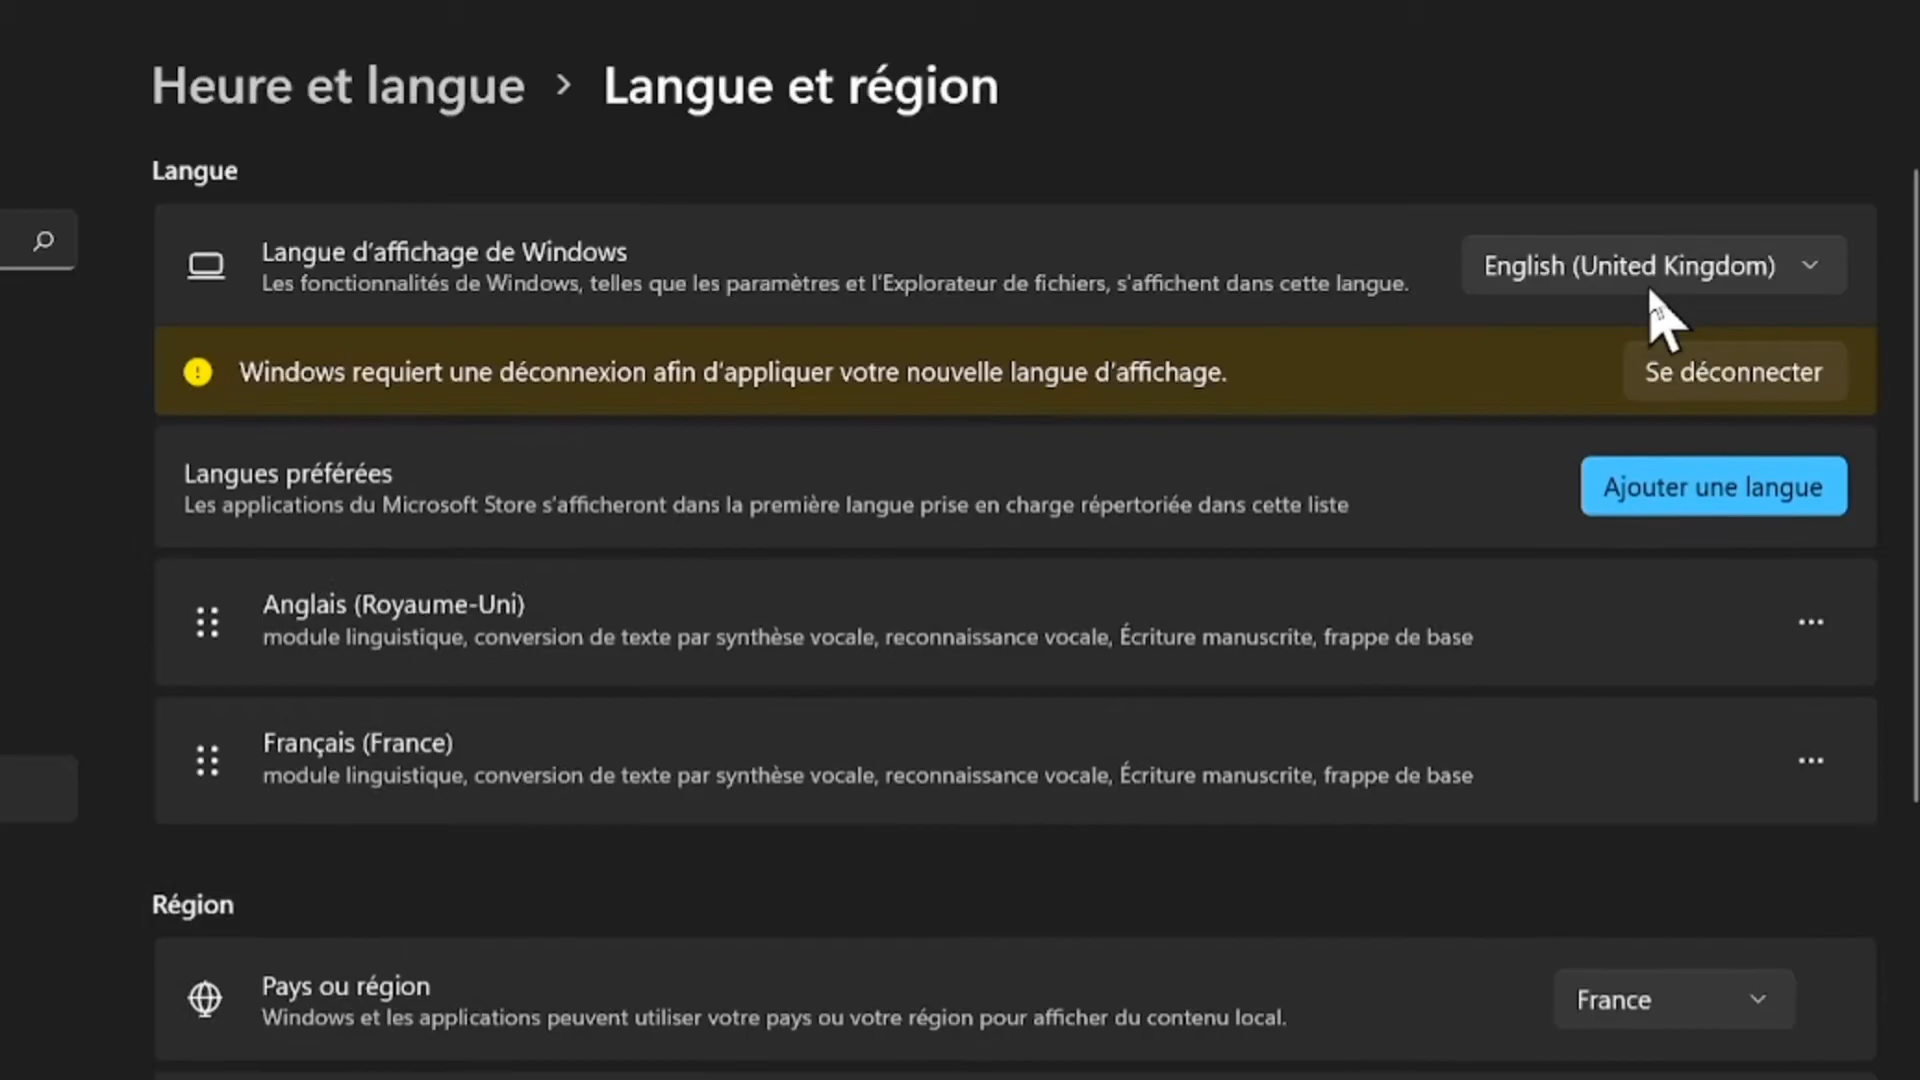 Heure et langue > Langue et région
Langue
Langue d'affichage de Windows
Les fonctionnalités de Windows, telles que les paramètres et l'Explorateur de fichiers, s'affichent dans cette langue.
English (United Kingdom)
Windows requiert une déconnexion afin d'appliquer votre nouvelle langue d'affichage.
Se déconnecter
Langues préférées
Les applications du Microsoft Store s'afficheront dans la première langue prise en charge répertoriée dans cette liste
Ajouter une langue
Anglais (Royaume-Uni)
module linguistique, conversion de texte par synthèse vocale, reconnaissance vocale, Écriture manuscrite, frappe de base
Français (France)
module linguistique, conversion de texte par synthèse vocale, reconnaissance vocale, Écriture manuscrite, frappe de base
Région
Pays ou région
Windows et les applications peuvent utiliser votre pays ou votre région pour afficher du contenu local.
France